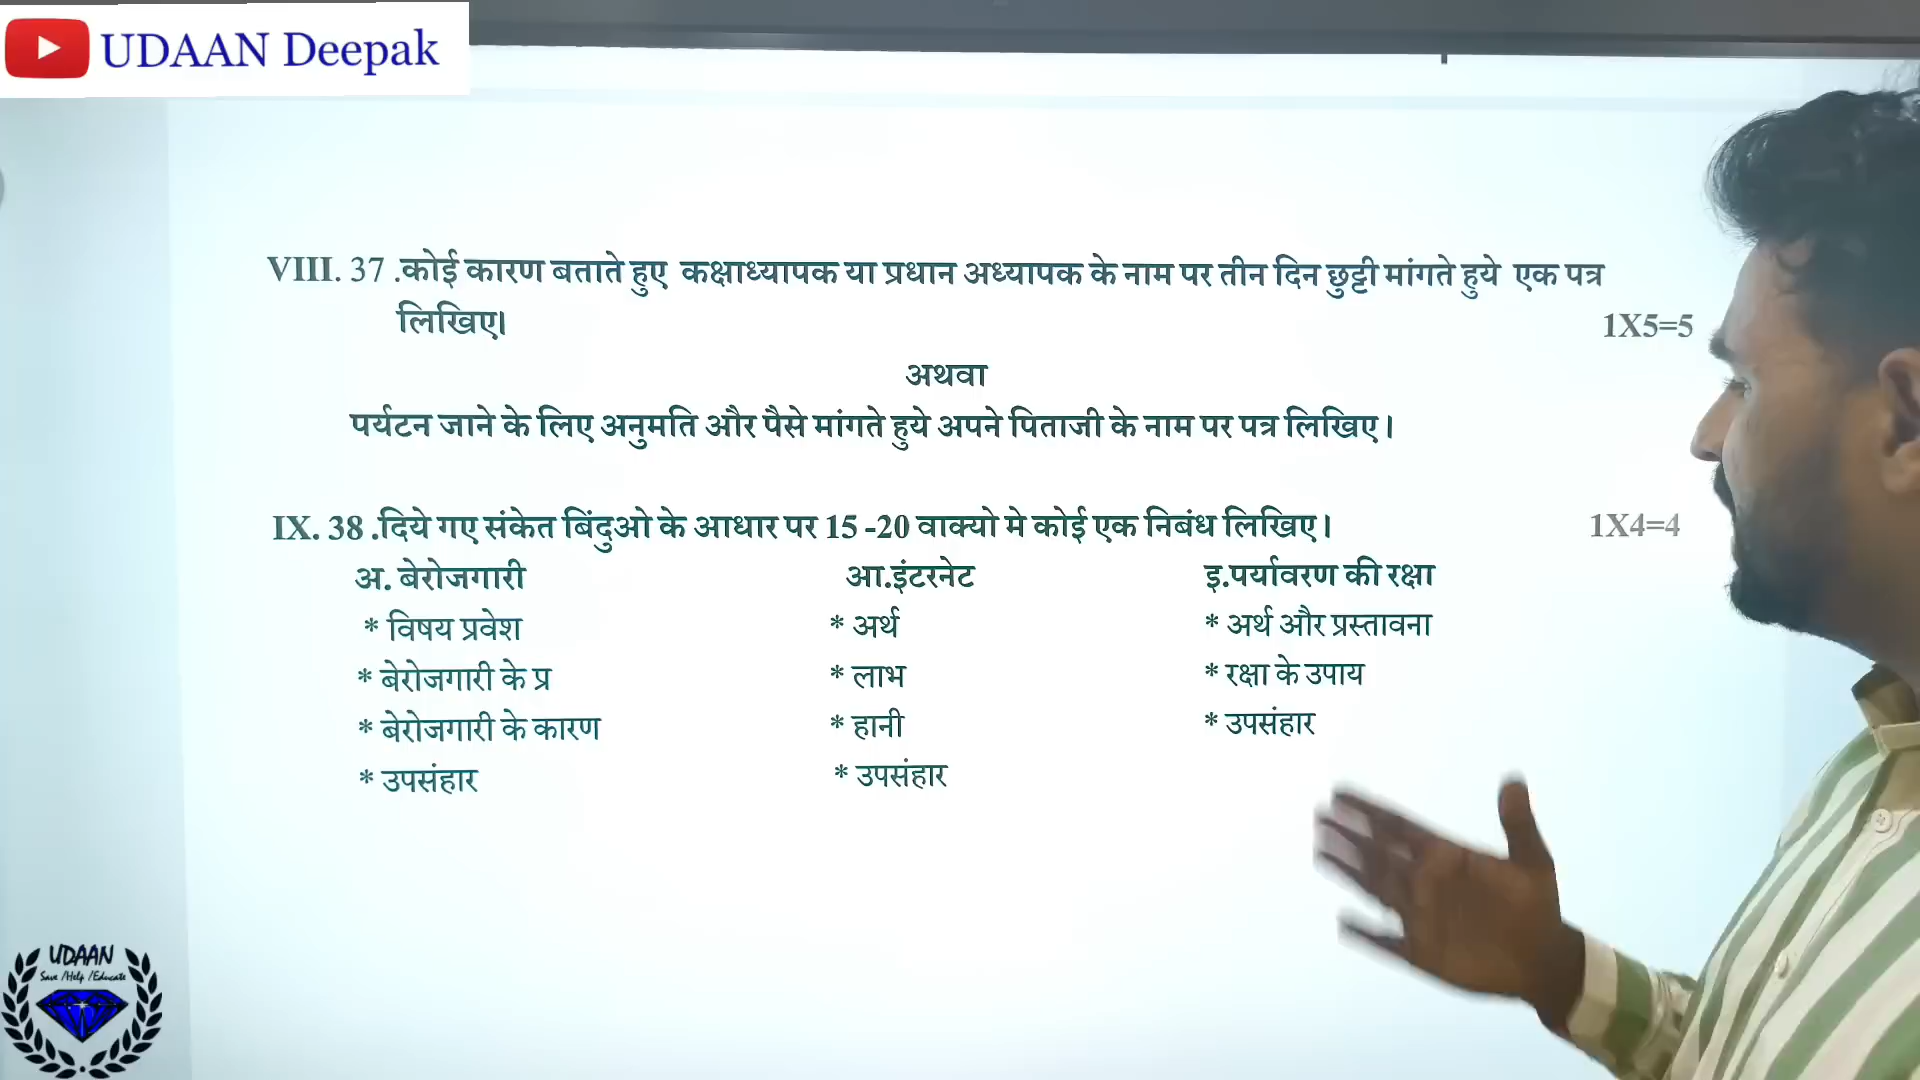 UDAAN Deepak
VIII. 37 .कोई कारण बताते हुए कक्षाध्यापक या प्रधान अध्यापक के नाम पर तीन दिन छुट्टी मांगते हुये एक पत्र
लिखिए। 1X5=5
अथवा
पर्यटन जाने के लिए अनुमति और पैसे मांगते हुये अपने पिताजी के नाम पर पत्र लिखिए।
IX. 38 .दिये गए संकेत बिंदुओ के आधार पर 15 -20 वाक्यो मे कोई एक निबंध लिखिए। 1X4=4
अ. बेरोजगारी आ.इंटरनेट इ.पर्यावरण की रक्षा
* विषय प्रवेश * अर्थ * अर्थ और प्रस्तावना
* बेरोजगारी के प्र * लाभ * रक्षा के उपाय
* बेरोजगारी के कारण * हानी * उपसंहार
* उपसंहार * उपसंहार
UDAAN
Save /Help /Educate